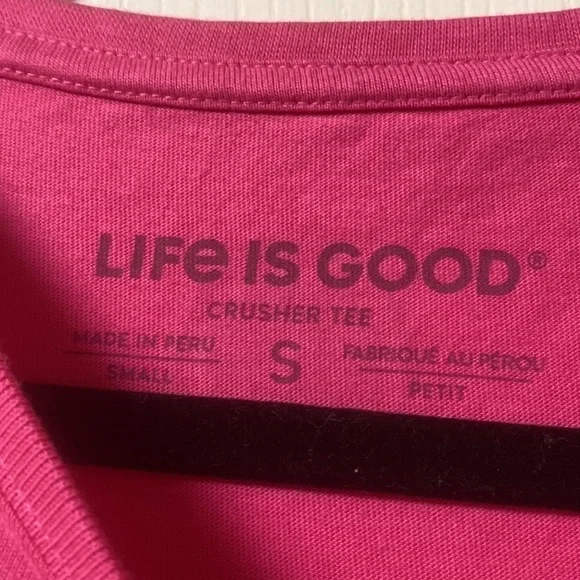 LIFe IS GOOD®
CRUSHER TEE
MADE IN PERU
SMALL
S
FABRIQUÉ AU PÉROU
PETIT